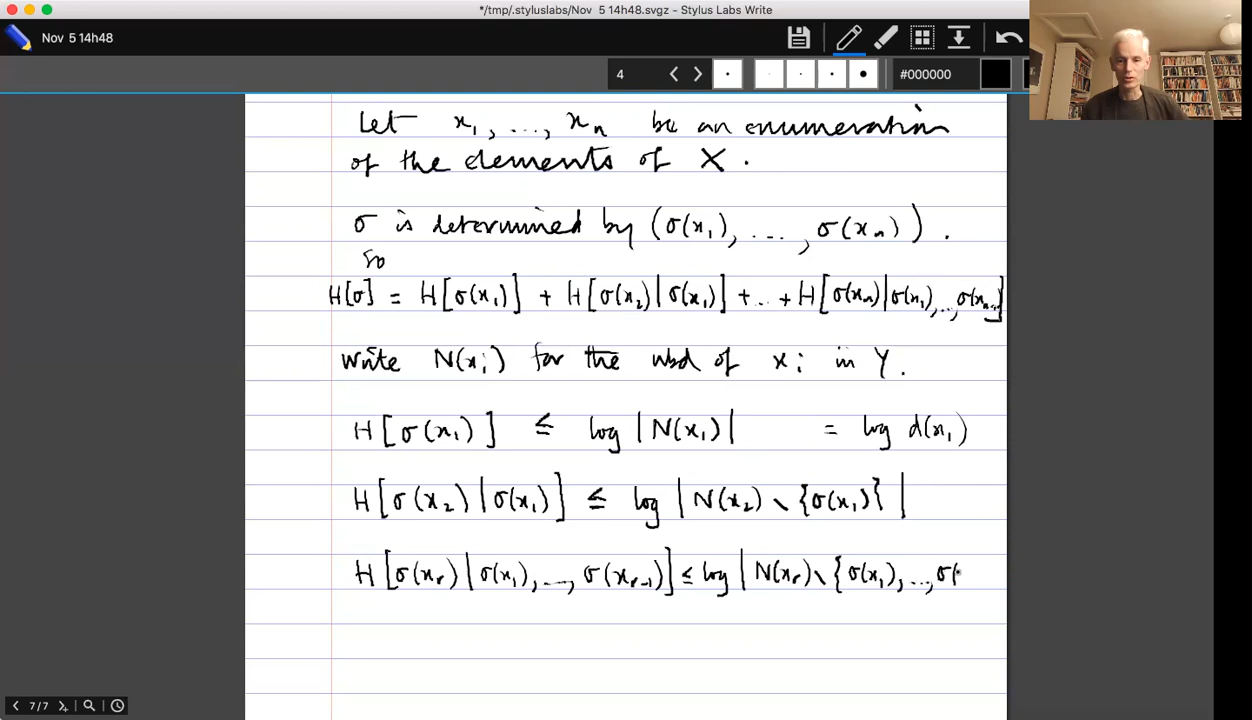 */tmp/.styluslabs/Nov 5 14h48.svgz - Stylus Labs Write
Nov 5 14h48
4
#000000
Let x₁, ..., xₙ be an enumeration
of the elements of X.
σ is determined by (σ(x₁), ..., σ(xₙ)).
so
H[σ] = H[σ(x₁)] + H[σ(x₂)|σ(x₁)] + ... + H[σ(xₙ)|σ(x₁), ..., σ(xₙ₋₁)]
Write N(xᵢ) for the nbd of xᵢ in Y.
H[σ(x₁)] ≤ log |N(x₁)| = log d(x₁)
H[σ(x₂)|σ(x₁)] ≤ log |N(x₂) \ {σ(x₁)}|
H[σ(xᵣ)|σ(x₁), ..., σ(xᵣ₋₁)] ≤ log |N(xᵣ) \ {σ(x₁), ..., σ(
7/7